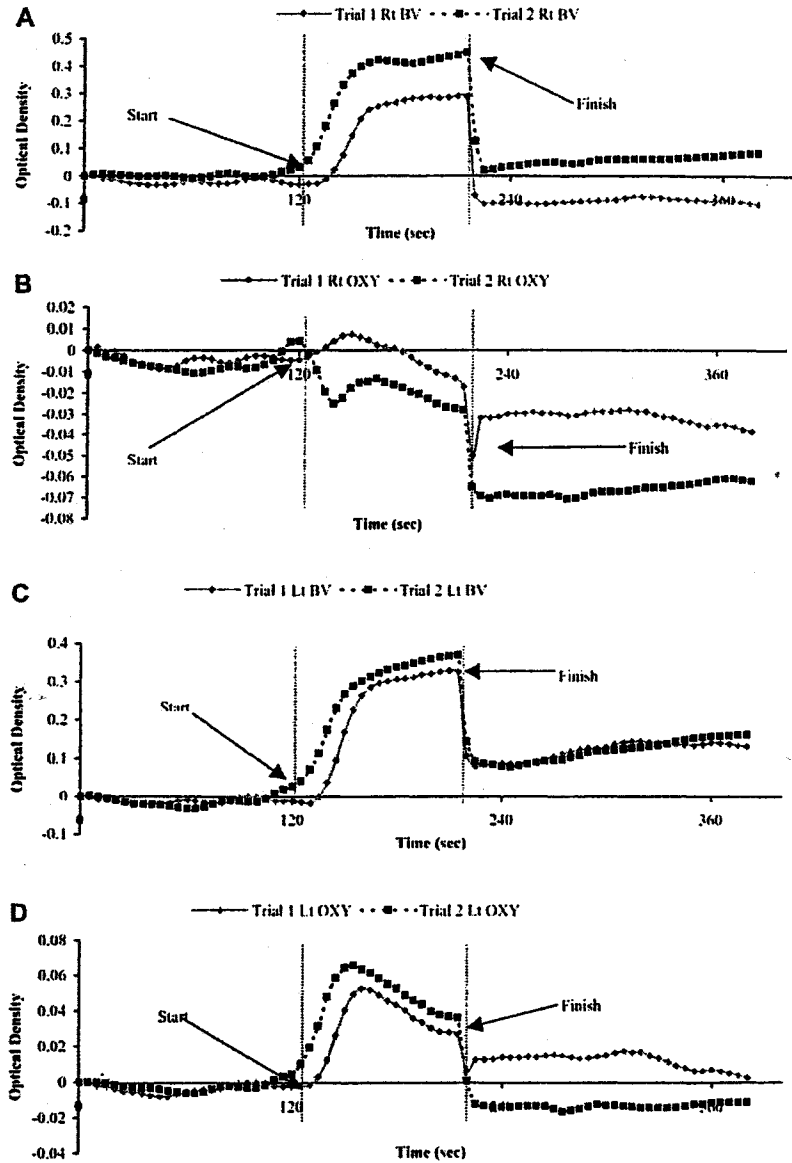 A
Trial 1 Rt BV Trial 2 Rt BV
0.5
0.4
0.3
0.2
0.1
0
-0.1
-0.2
Optical Density
Start
Finish
120
240
360
Time (sec)
B
Trial 1 Rt OXY Trial 2 Rt OXY
0.02
0.01
0
-0.01
-0.02
-0.03
-0.04
-0.05
-0.06
-0.07
-0.08
Optical Density
120
240
360
Start
Finish
Time (sec)
C
Trial 1 Lt BV Trial 2 Lt BV
0.4
0.3
0.2
0.1
0
-0.1
Optical Density
Start
Finish
120
240
360
Time (sec)
D
Trial 1 Lt OXY Trial 2 Lt OXY
0.08
0.06
0.04
0.02
0
-0.02
-0.04
Optical Density
Start
Finish
120
240
Time (sec)